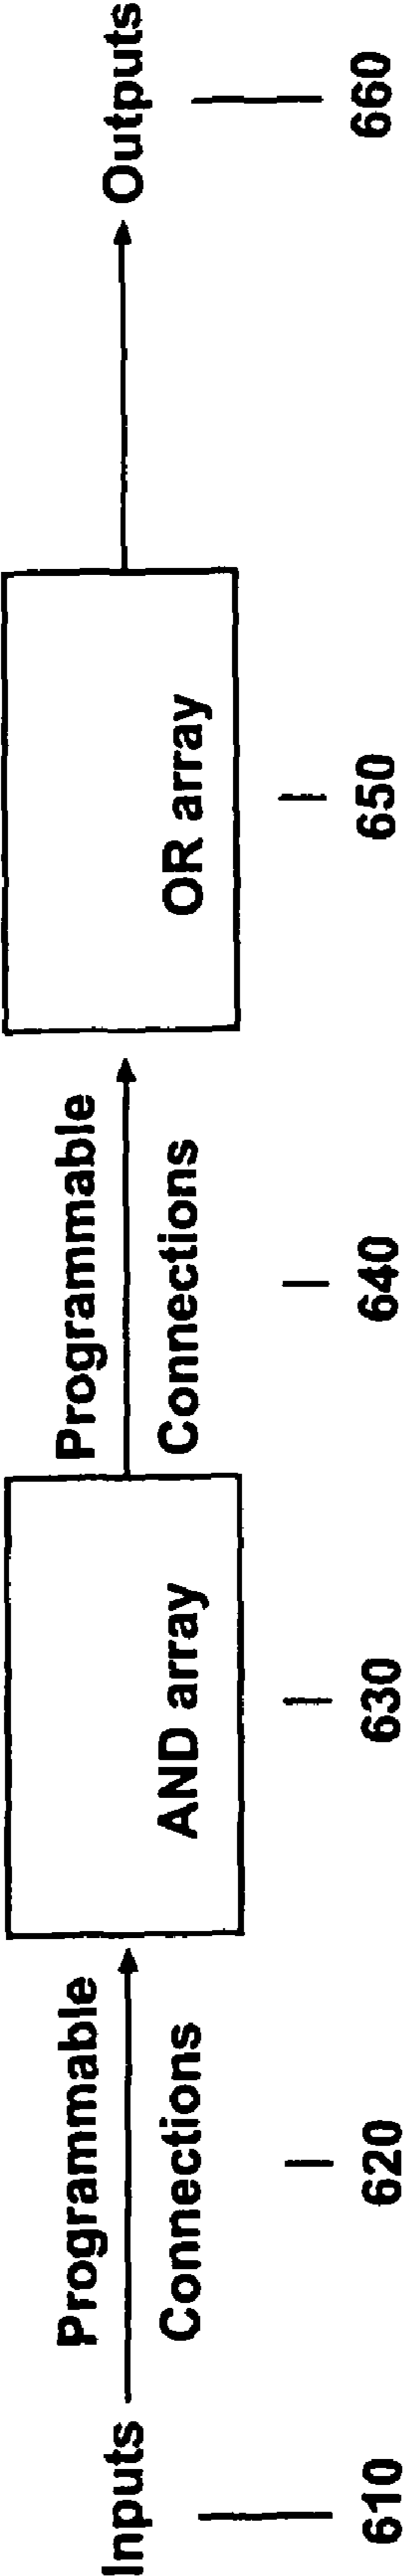 Inputs
Programmable
Connections
AND array
Programmable
Connections
OR array
Outputs
610
620
630
640
650
660